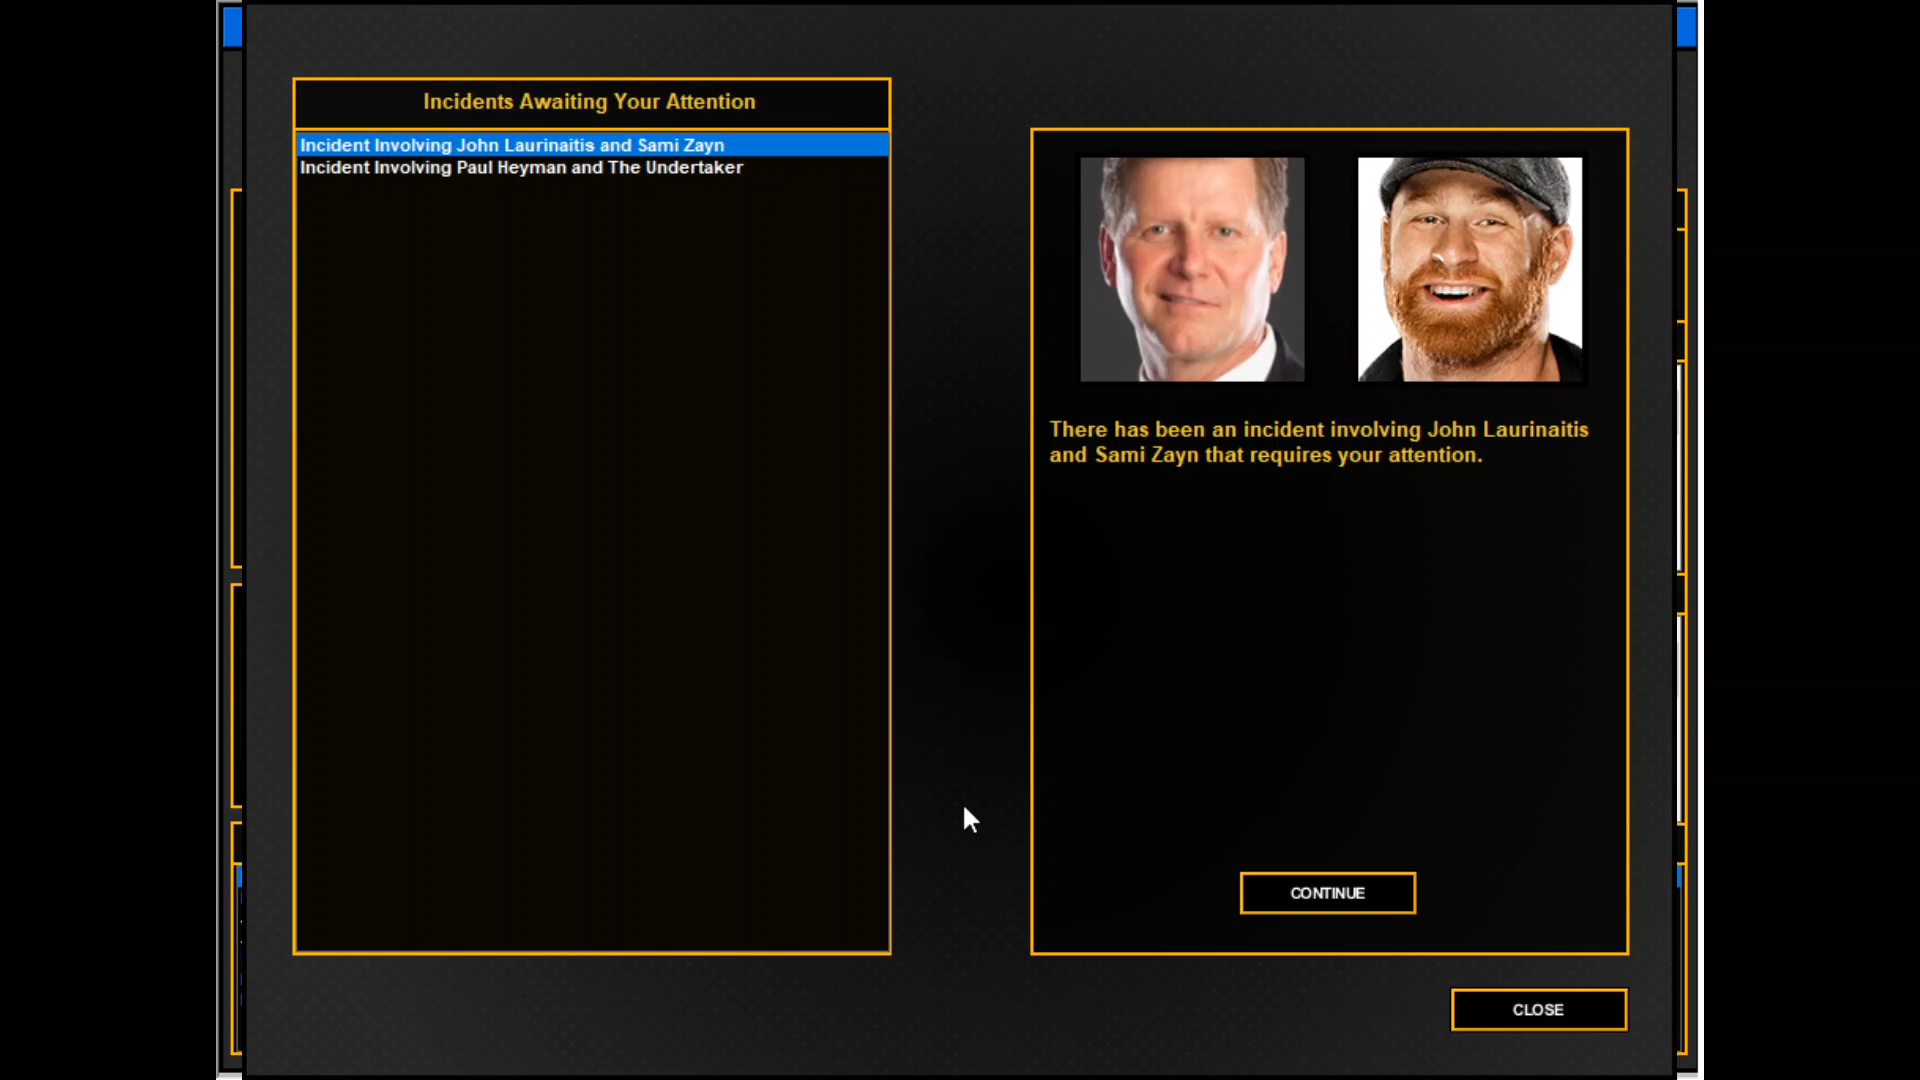 Incidents Awaiting Your Attention
Incident Involving John Laurinaitis and Sami Zayn
Incident Involving Paul Heyman and The Undertaker
There has been an incident involving John Laurinaitis
and Sami Zayn that requires your attention.
CONTINUE
CLOSE